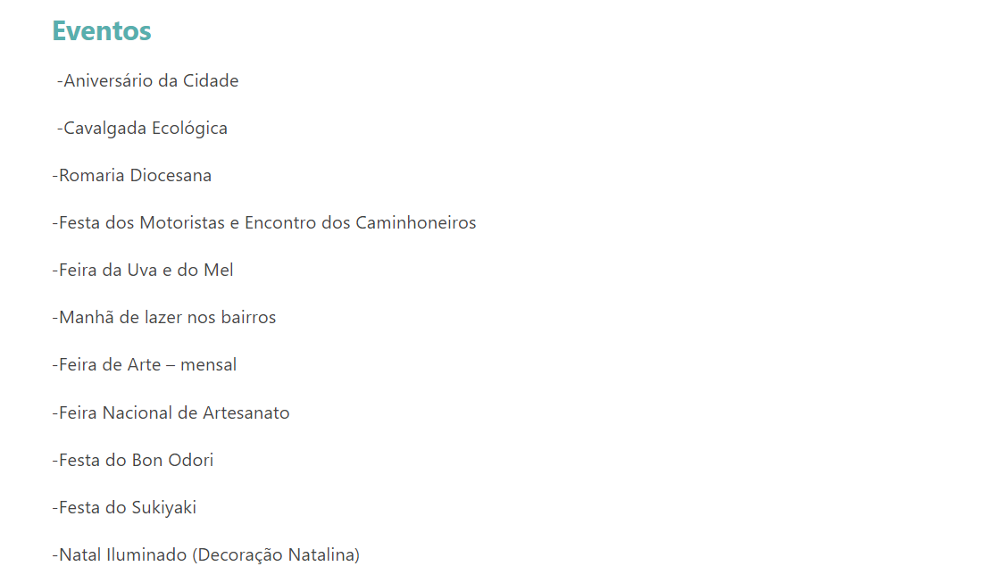 Eventos
-Aniversário da Cidade
-Cavalgada Ecológica
-Romaria Diocesana
-Festa dos Motoristas e Encontro dos Caminhoneiros
-Feira da Uva e do Mel
-Manhã de lazer nos bairros
-Feira de Arte – mensal
-Feira Nacional de Artesanato
-Festa do Bon Odori
-Festa do Sukiyaki
-Natal Iluminado (Decoração Natalina)